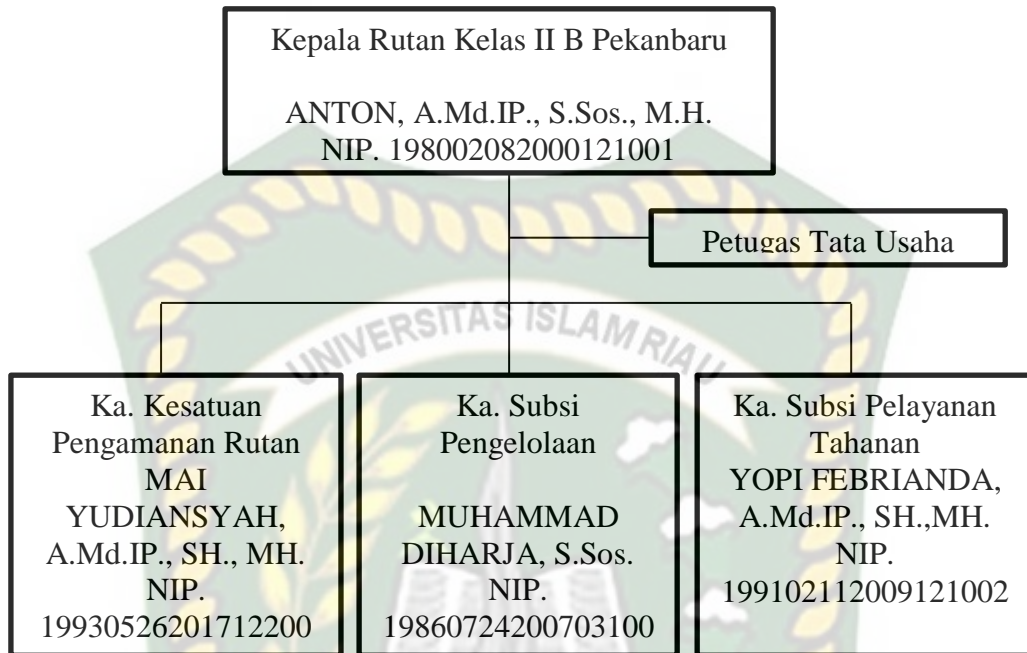 Kepala Rutan Kelas II B Pekanbaru
ANTON, A.Md.IP., S.Sos., M.H.
NIP. 198002082000121001
Petugas Tata Usaha
UNIVERSITAS ISLAM RIAU
Ka. Kesatuan
Pengamanan Rutan
MAI
YUDIANSYAH,
A.Md.IP., SH., MH.
NIP.
19930526201712200
Ka. Subsi
Pengelolaan
MUHAMMAD
DIHARJA, S.Sos.
NIP.
19860724200703100
Ka. Subsi Pelayanan
Tahanan
YOPI FEBRIANDA,
A.Md.IP., SH.,MH.
NIP.
199102112009121002